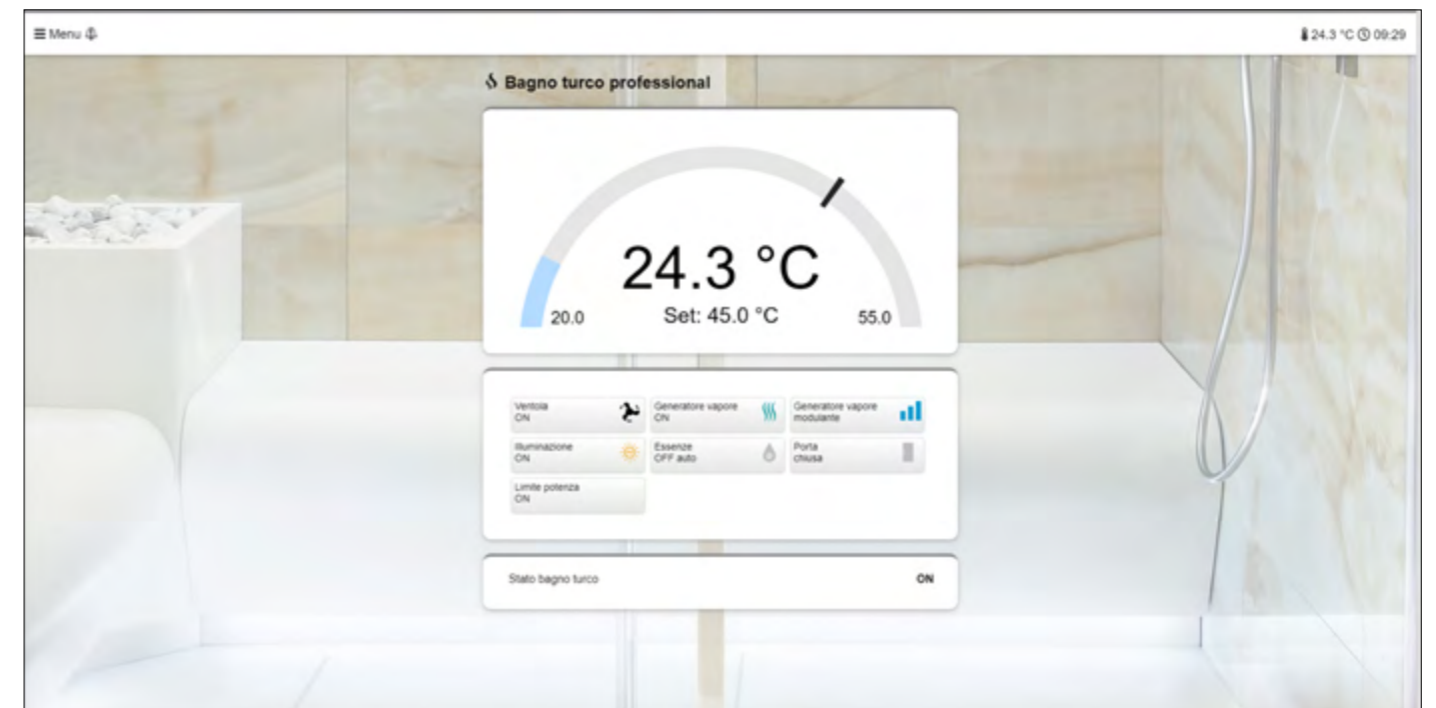 Menu
24.3 °C 09:29
Bagno turco professional
24.3 °C
20.0 Set: 45.0 °C 55.0
Ventola
ON
Generatore vapore
ON
Generatore vapore
modulante
Illuminazione
ON
Essenze
OFF auto
Porta
chiusa
Limite potenza
ON
Stato bagno turco ON